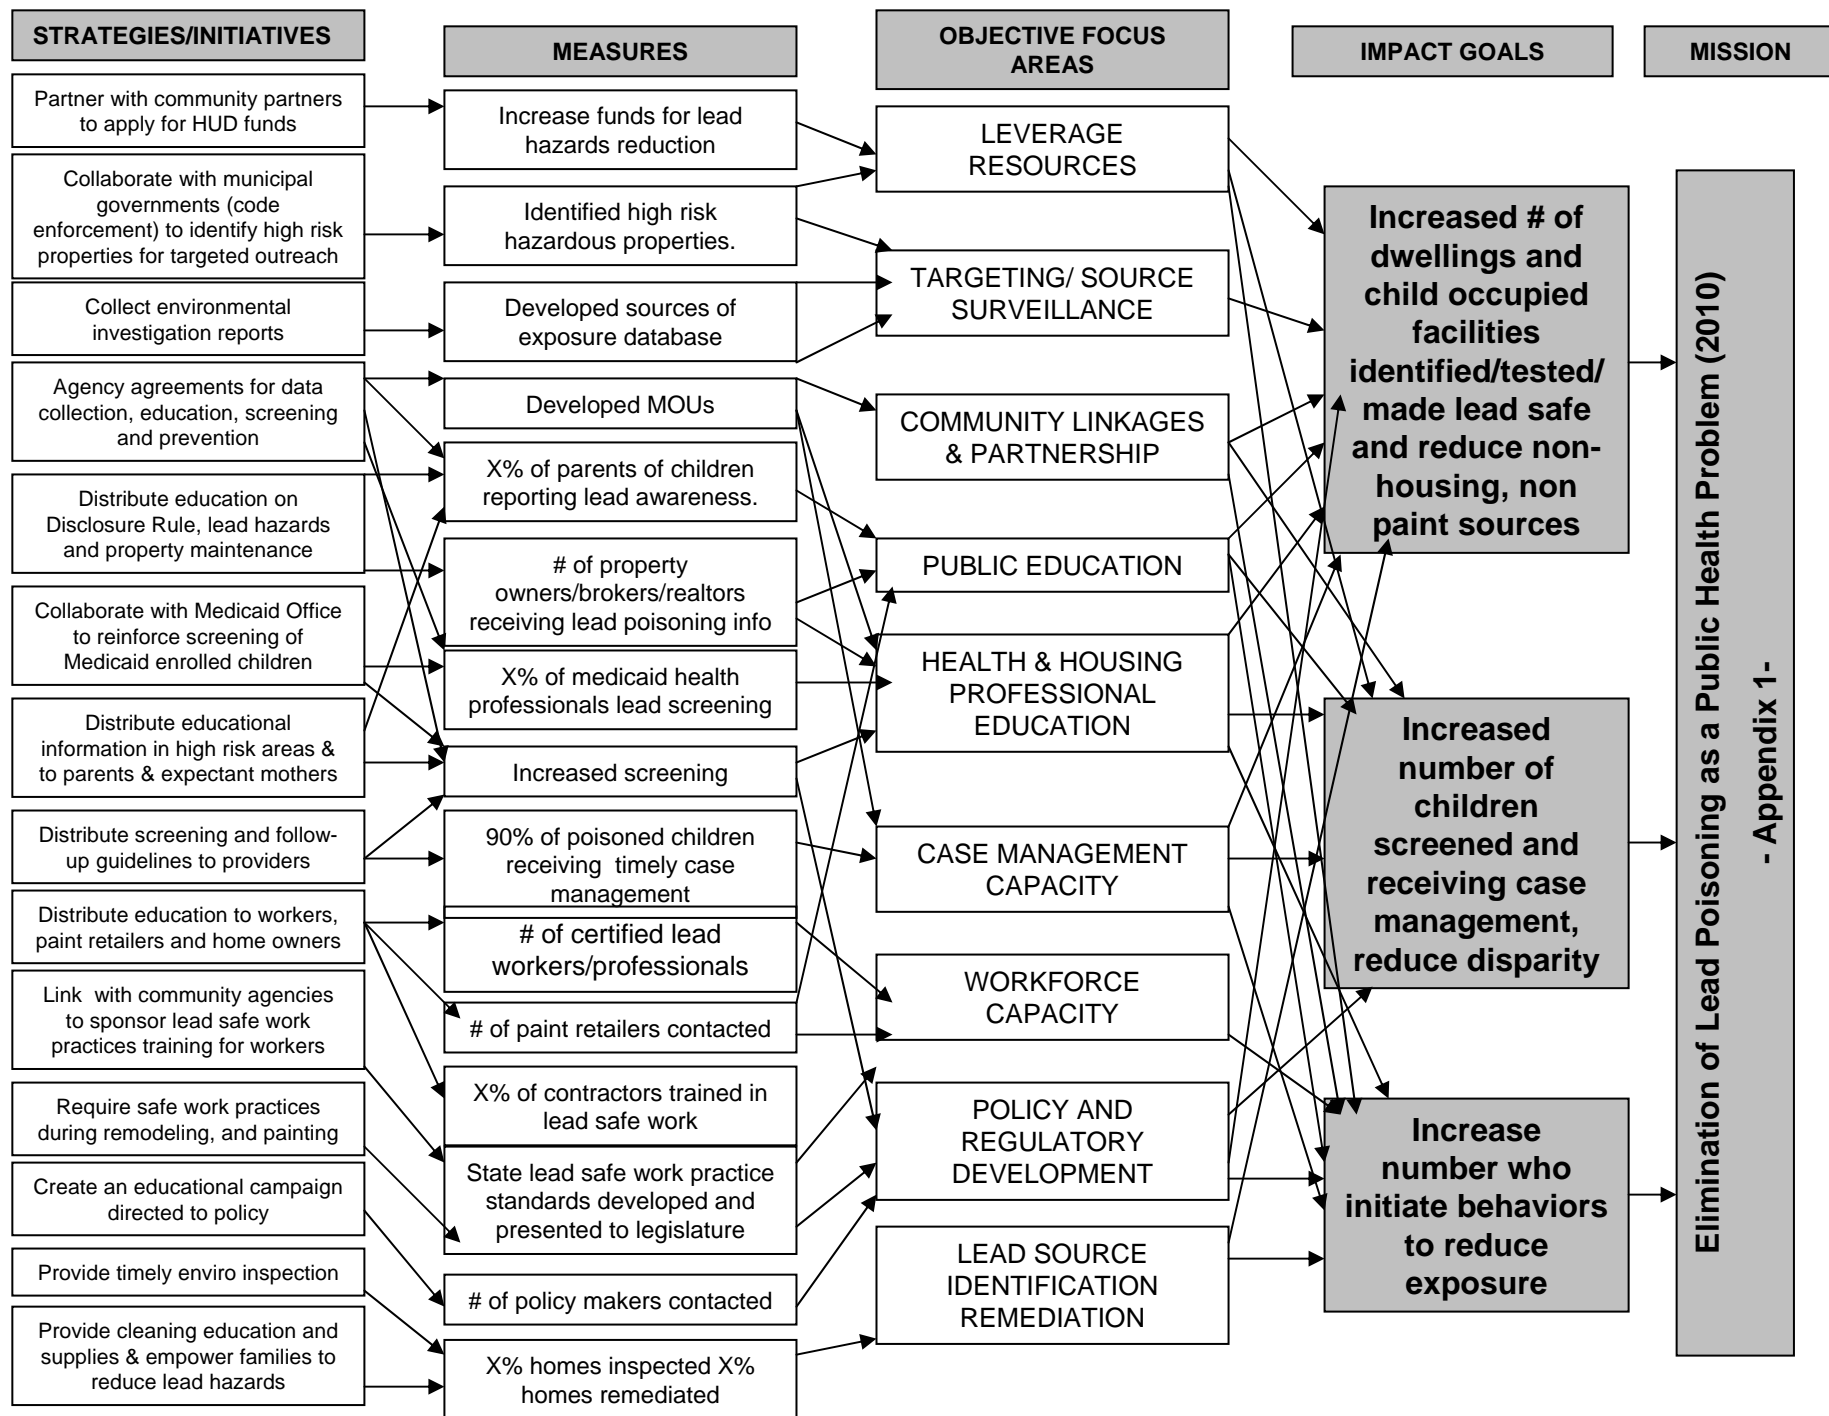 STRATEGIES/INITIATIVES
Partner with community partners
to apply for HUD funds
Collaborate with municipal
governments (code
enforcement) to identify high risk
properties for targeted outreach
Collect environmental
investigation reports
Agency agreements for data
collection, education, screening
and prevention
Distribute education on
Disclosure Rule, lead hazards
and property maintenance
Collaborate with Medicaid Office
to reinforce screening of
Medicaid enrolled children
Distribute educational
information in high risk areas &
to parents & expectant mothers
Distribute screening and follow-
up guidelines to providers
Distribute education to workers,
paint retailers and home owners
Link with community agencies
to sponsor lead safe work
practices training for workers
Require safe work practices
during remodeling, and painting
Create an educational campaign
directed to policy
Provide timely enviro inspection
Provide cleaning education and
supplies & empower families to
reduce lead hazards
MEASURES
Increase funds for lead
hazards reduction
Identified high risk
hazardous properties.
Developed sources of
exposure database
Developed MOUs
X% of parents of children
reporting lead awareness.
# of property
owners/brokers/realtors
receiving lead poisoning info
X% of medicaid health
professionals lead screening
Increased screening
90% of poisoned children
receiving timely case
management
# of certified lead
workers/professionals
# of paint retailers contacted
X% of contractors trained in
lead safe work
State lead safe work practice
standards developed and
presented to legislature
# of policy makers contacted
X% homes inspected X%
homes remediated
OBJECTIVE FOCUS
AREAS
LEVERAGE
RESOURCES
TARGETING/ SOURCE
SURVEILLANCE
COMMUNITY LINKAGES
& PARTNERSHIP
PUBLIC EDUCATION
HEALTH & HOUSING
PROFESSIONAL
EDUCATION
CASE MANAGEMENT
CAPACITY
WORKFORCE
CAPACITY
POLICY AND
REGULATORY
DEVELOPMENT
LEAD SOURCE
IDENTIFICATION
REMEDIATION
IMPACT GOALS
Increased # of
dwellings and
child occupied
facilities
identified/tested/
made lead safe
and reduce non-
housing, non
paint sources
Increased
number of
children
screened and
receiving case
management,
reduce disparity
Increase
number who
initiate behaviors
to reduce
exposure
MISSION
Elimination of Lead Poisoning as a Public Health Problem (2010)
- Appendix 1-